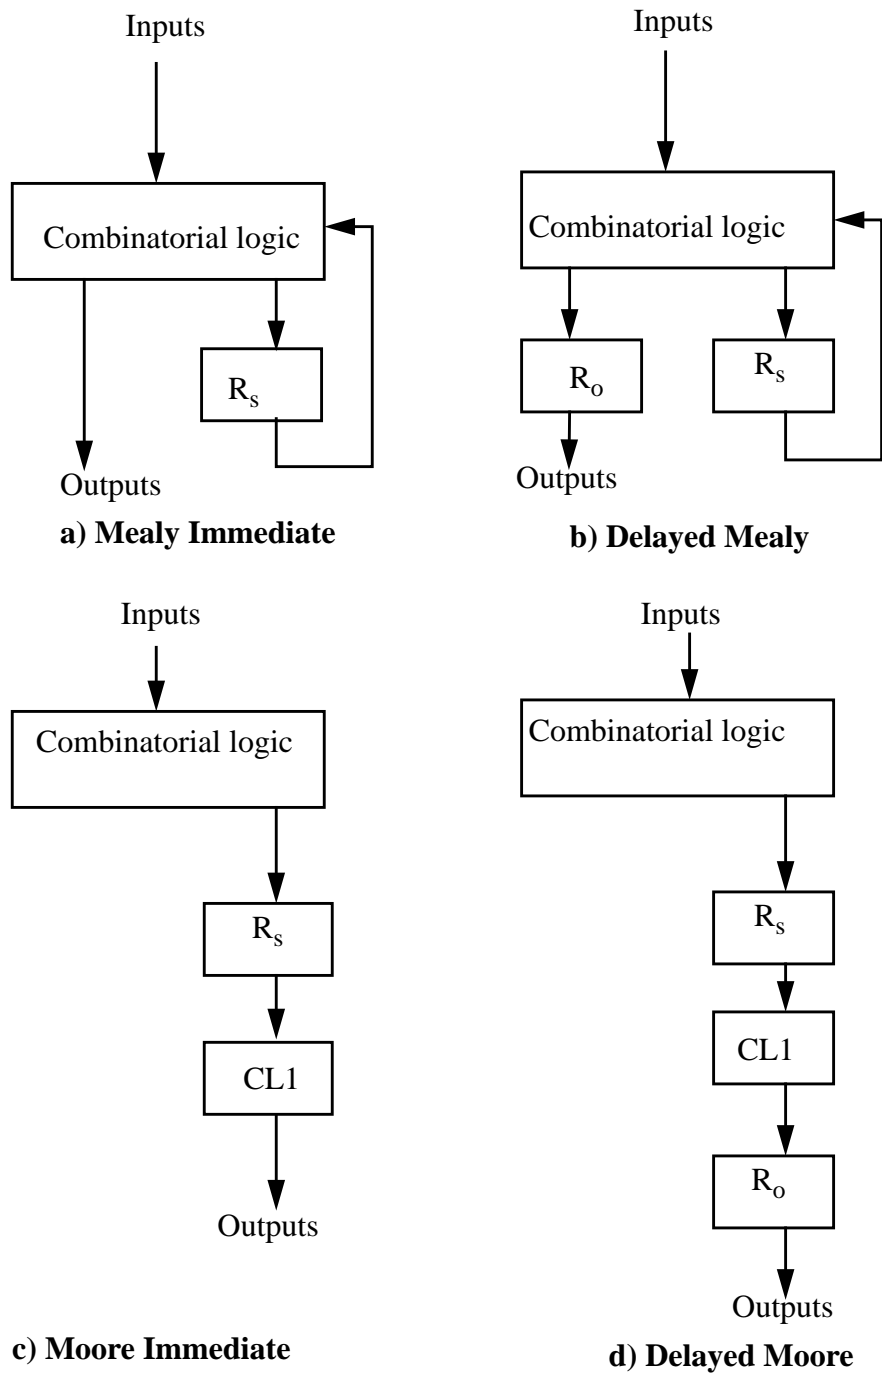 Inputs
Combinatorial logic
Rs
Outputs
a) Mealy Immediate
Inputs
Combinatorial logic
Ro
Rs
Outputs
b) Delayed Mealy
Inputs
Combinatorial logic
Rs
CL1
Outputs
c) Moore Immediate
Inputs
Combinatorial logic
Rs
CL1
Ro
Outputs
d) Delayed Moore